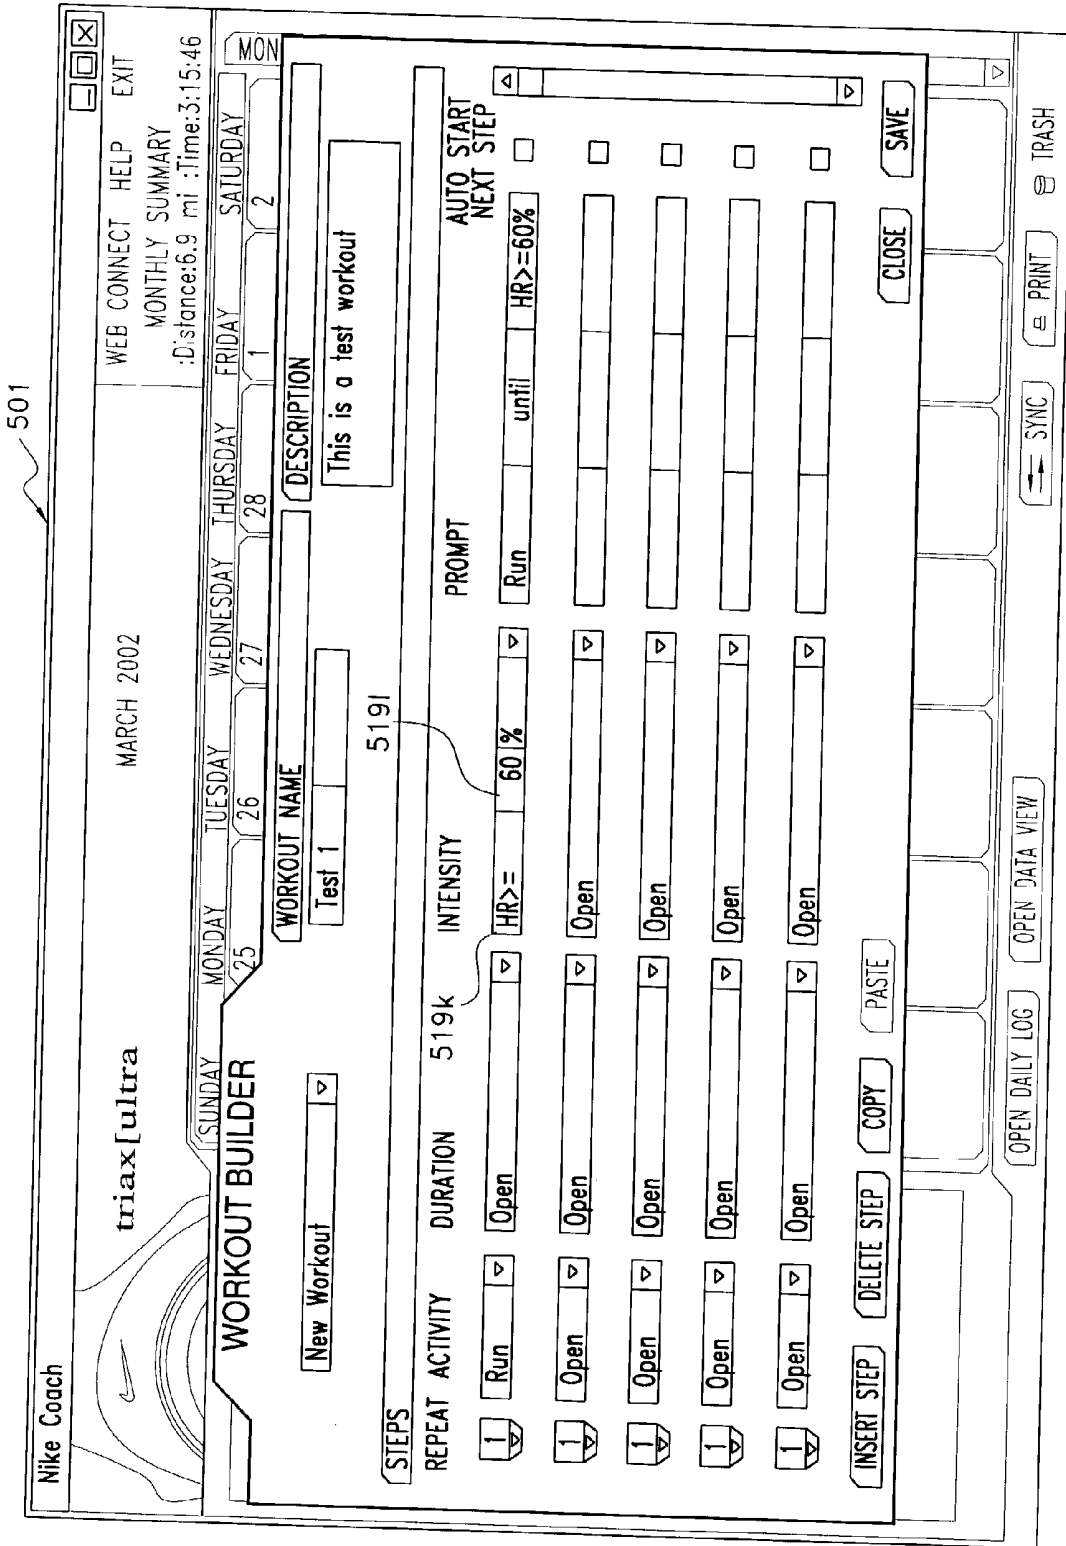 501
Nike Coach
triax[ultra
MARCH 2002
WEB CONNECT HELP EXIT
MONTHLY SUMMARY
:Distance:6.9 mi :Time:3:15:46
SUNDAY MONDAY TUESDAY WEDNESDAY THURSDAY FRIDAY SATURDAY
25 26 27 28 1 2
MON
WORKOUT BUILDER
WORKOUT NAME
DESCRIPTION
New Workout
Test 1
This is a test workout
519l
519k
STEPS
REPEAT ACTIVITY DURATION INTENSITY PROMPT AUTO START NEXT STEP
1 Run Open HR>= 60 % Run until HR>=60%
1 Open Open Open
1 Open Open Open
1 Open Open Open
1 Open Open Open
INSERT STEP DELETE STEP COPY PASTE CLOSE SAVE
OPEN DAILY LOG OPEN DATA VIEW SYNC PRINT TRASH